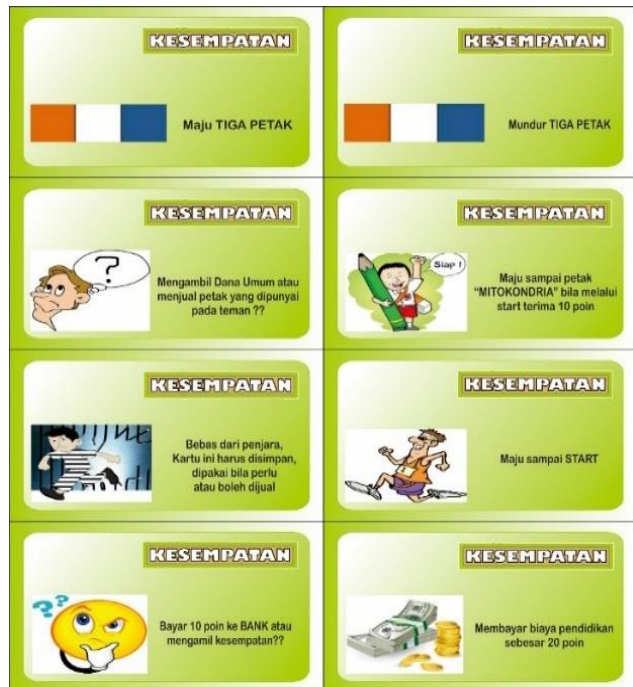 KESEMPATAN
Maju TIGA PETAK
KESEMPATAN
Mundur TIGA PETAK
KESEMPATAN
?
Mengambil Dana Umum atau
menjual petak yang dipunyai
pada teman ??
KESEMPATAN
Siap !
Maju sampai petak
“MITOKONDRIA” bila melalui
start terima 10 poin
KESEMPATAN
Bebas dari penjara,
Kartu ini harus disimpan,
dipakai bila perlu
atau boleh dijual
KESEMPATAN
Maju sampai START
KESEMPATAN
??
Bayar 10 poin ke BANK atau
mengamil kesempatan??
KESEMPATAN
Membayar biaya pendidikan
sebesar 20 poin